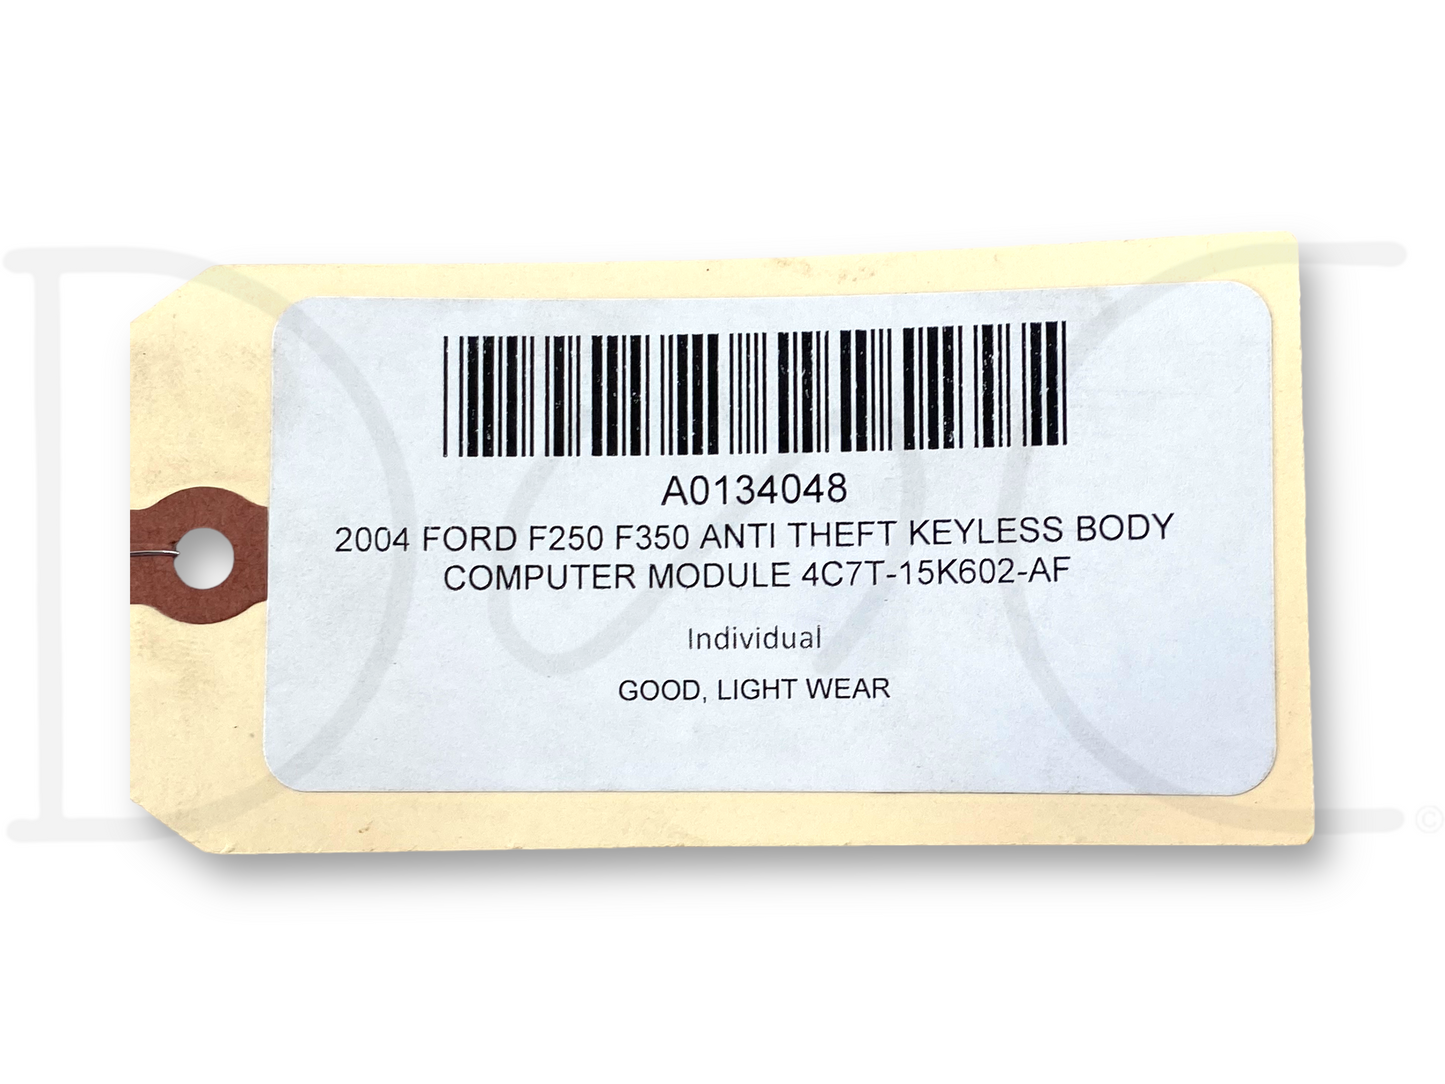 A0134048
2004 FORD F250 F350 ANTI THEFT KEYLESS BODY
COMPUTER MODULE 4C7T-15K602-AF
Individual
GOOD, LIGHT WEAR
©